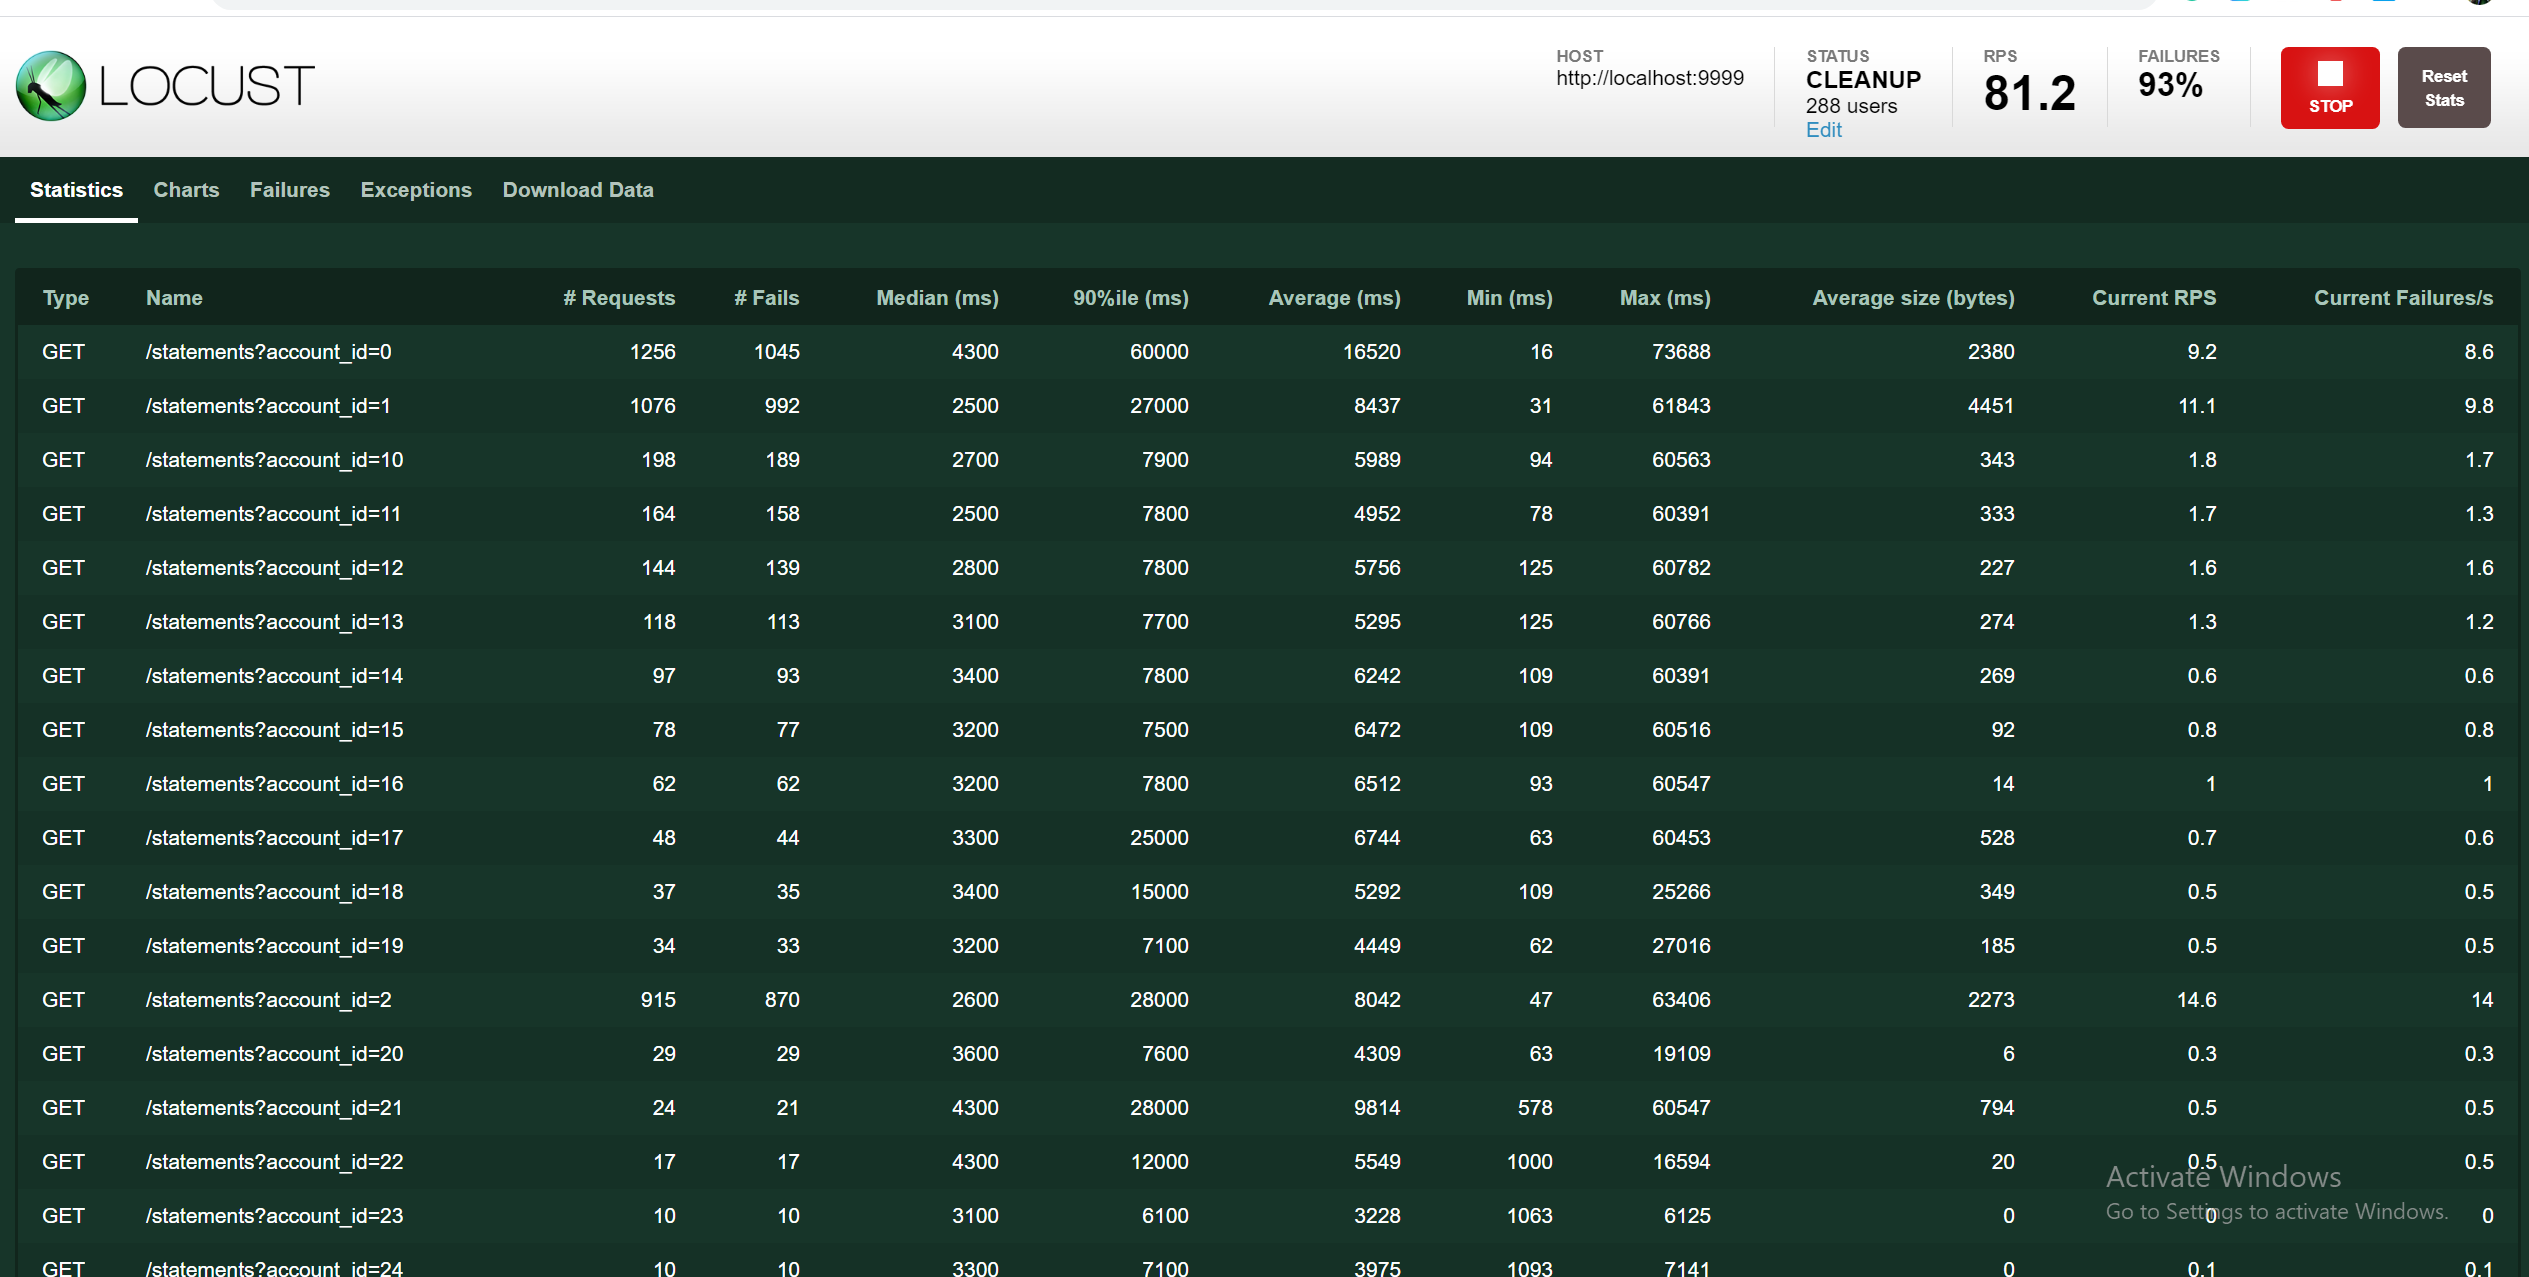 LOCUST
HOST
http://localhost:9999
STATUS
CLEANUP
288 users
Edit
RPS
81.2
FAILURES
93%
STOP
Reset
Stats
Statistics Charts Failures Exceptions Download Data
Type Name # Requests # Fails Median (ms) 90%ile (ms) Average (ms) Min (ms) Max (ms) Average size (bytes) Current RPS Current Failures/s
GET /statements?account_id=0 1256 1045 4300 60000 16520 16 73688 2380 9.2 8.6
GET /statements?account_id=1 1076 992 2500 27000 8437 31 61843 4451 11.1 9.8
GET /statements?account_id=10 198 189 2700 7900 5989 94 60563 343 1.8 1.7
GET /statements?account_id=11 164 158 2500 7800 4952 78 60391 333 1.7 1.3
GET /statements?account_id=12 144 139 2800 7800 5756 125 60782 227 1.6 1.6
GET /statements?account_id=13 118 113 3100 7700 5295 125 60766 274 1.3 1.2
GET /statements?account_id=14 97 93 3400 7800 6242 109 60391 269 0.6 0.6
GET /statements?account_id=15 78 77 3200 7500 6472 109 60516 92 0.8 0.8
GET /statements?account_id=16 62 62 3200 7800 6512 93 60547 14 1 1
GET /statements?account_id=17 48 44 3300 25000 6744 63 60453 528 0.7 0.6
GET /statements?account_id=18 37 35 3400 15000 5292 109 25266 349 0.5 0.5
GET /statements?account_id=19 34 33 3200 7100 4449 62 27016 185 0.5 0.5
GET /statements?account_id=2 915 870 2600 28000 8042 47 63406 2273 14.6 14
GET /statements?account_id=20 29 29 3600 7600 4309 63 19109 6 0.3 0.3
GET /statements?account_id=21 24 21 4300 28000 9814 578 60547 794 0.5 0.5
GET /statements?account_id=22 17 17 4300 12000 5549 1000 16594 20 0.5 0.5
Activate Windows
GET /statements?account_id=23 10 10 3100 6100 3228 1063 6125 0 0 0
Go to Settings to activate Windows.
GET /statements?account_id=24 10 10 3300 7100 3975 1093 7141 0 0.1 0.1